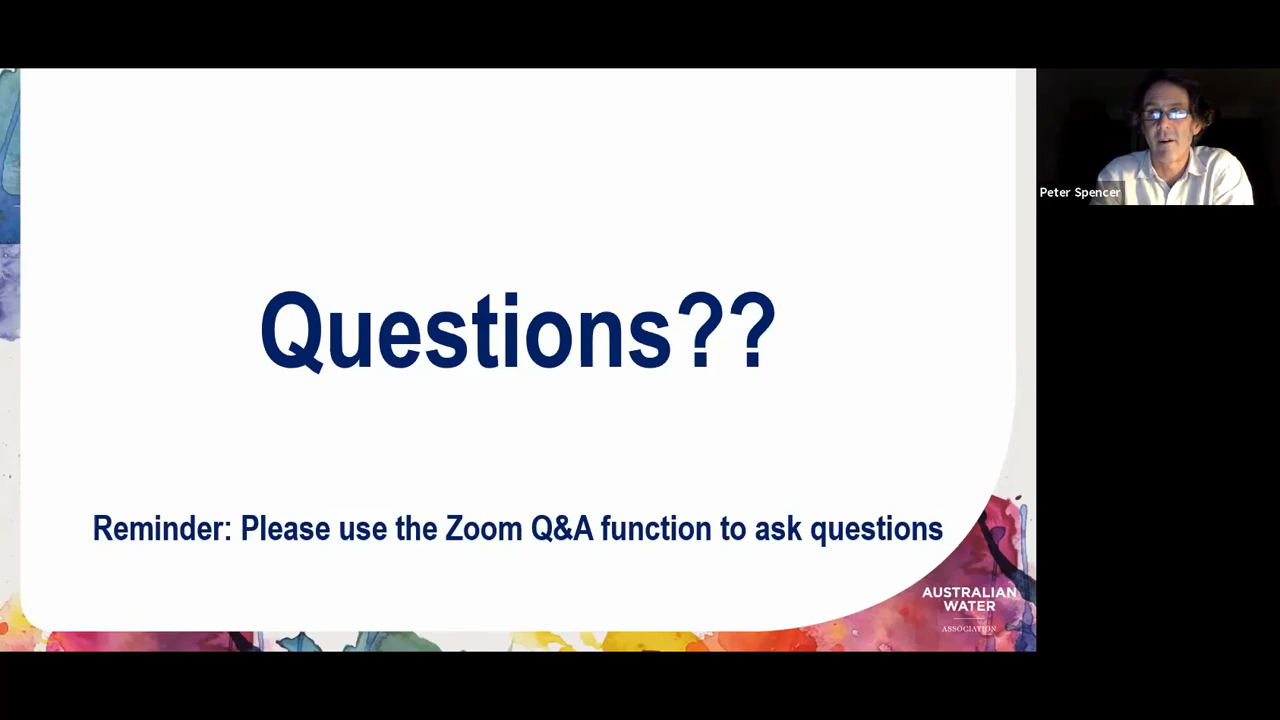 Peter Spencer
Questions??
Reminder: Please use the Zoom Q&A function to ask questions
AUSTRALIAN
WATER
ASSOCIATION